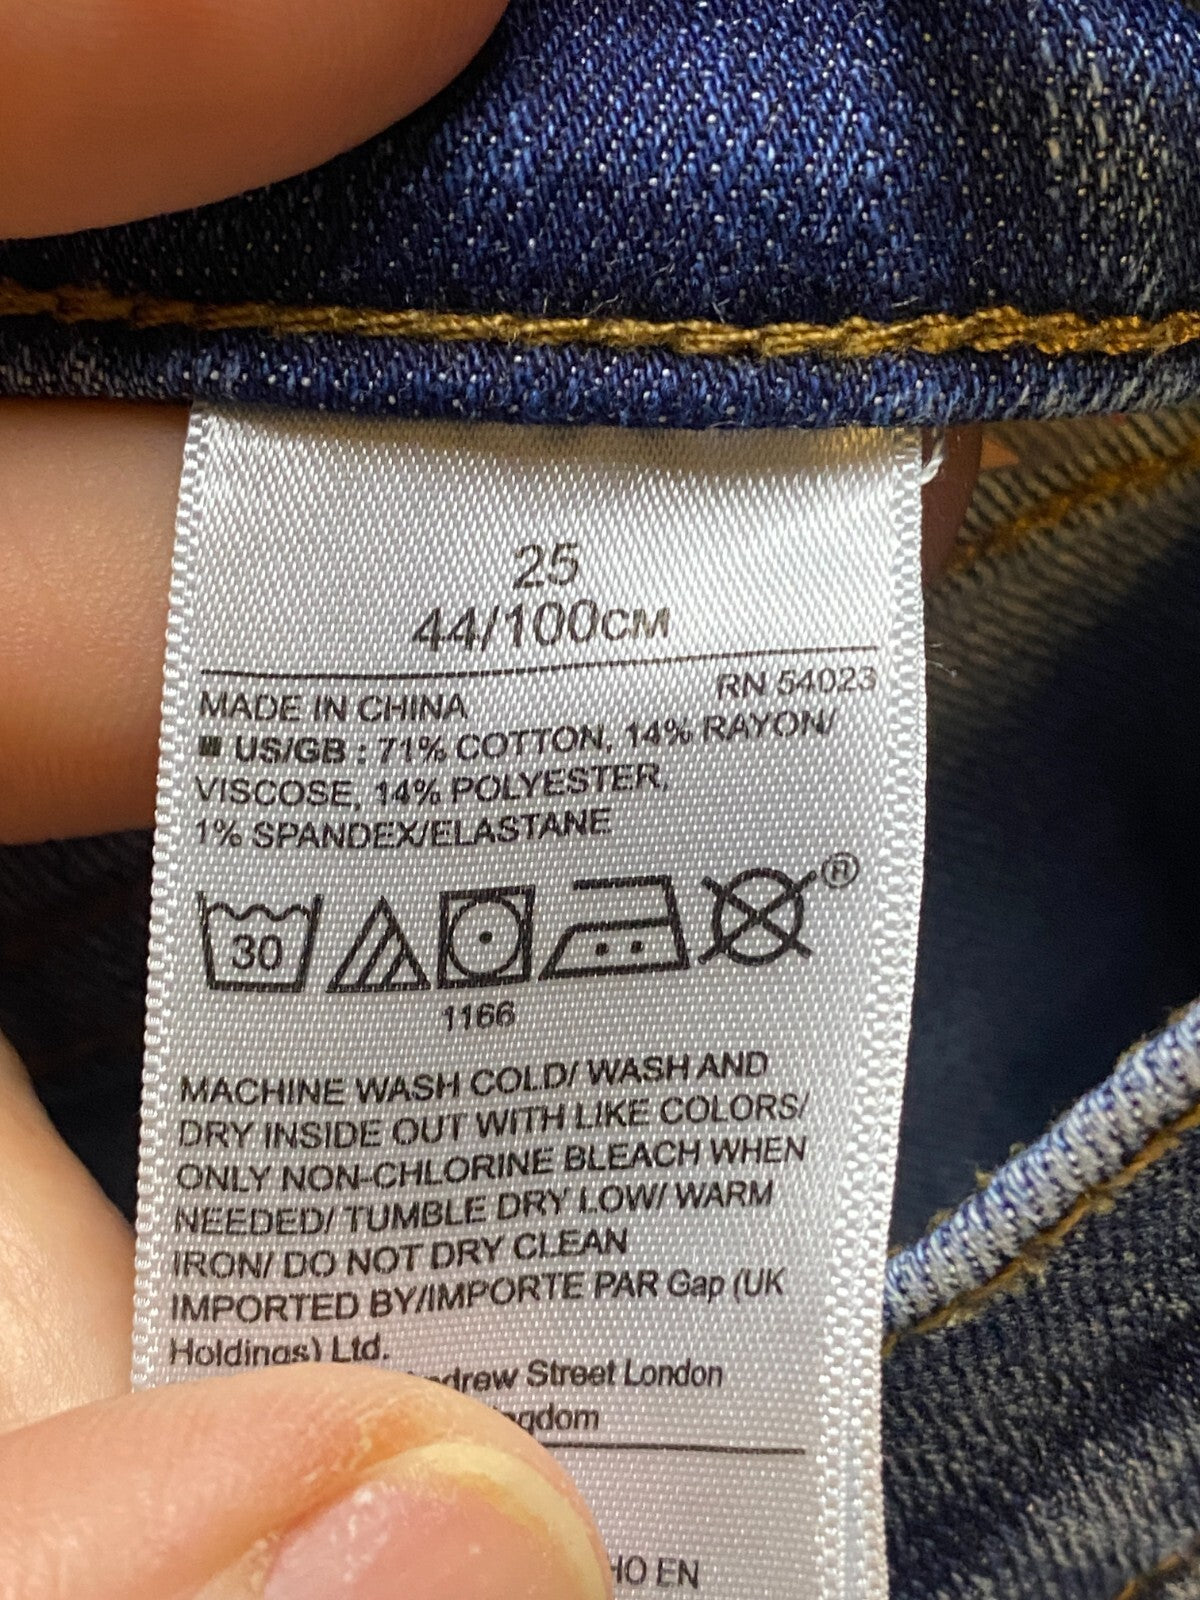 25
44/100CM
RN 54023
MADE IN CHINA
US/GB : 71% COTTON, 14% RAYON/
VISCOSE, 14% POLYESTER,
1% SPANDEX/ELASTANE
®
30
1166
MACHINE WASH COLD/ WASH AND
DRY INSIDE OUT WITH LIKE COLORS/
ONLY NON-CHLORINE BLEACH WHEN
NEEDED/ TUMBLE DRY LOW/ WARM
IRON/ DO NOT DRY CLEAN
IMPORTED BY/IMPORTE PAR Gap (UK
Holdings) Ltd.
Street London
EN